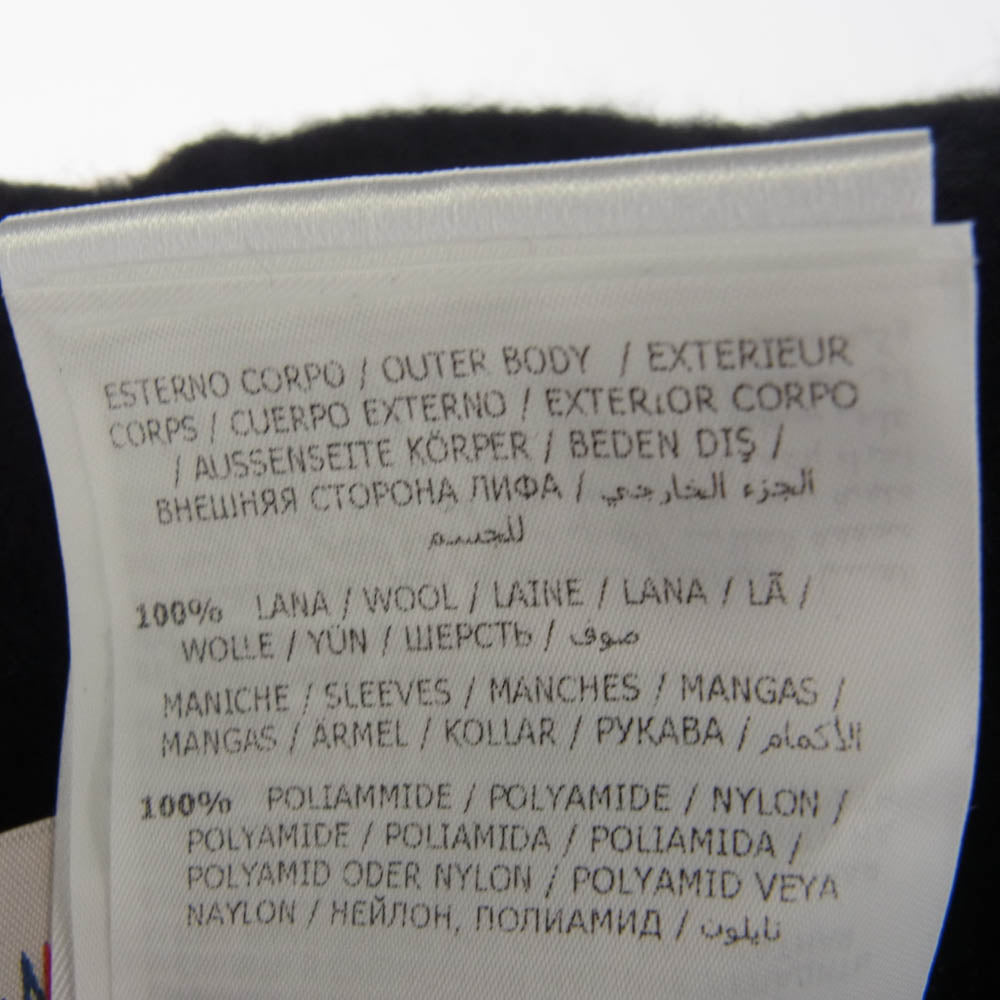 ESTERNO CORPO / OUTER BODY / EXTERIEUR
CORPS / CUERPO EXTERNO / EXTERIOR CORPO
/ AUSSENSEITE KÖRPER / BEDEN DIŞ /
ВНЕШНЯЯ СТОРОНА ЛИФА / الجزء الخارجي
للجسم
100% LANA / WOOL / LAINE / LANA / LÃ /
WOLLE / YÜN / ШЕРСТЬ / صوف
MANICHE / SLEEVES / MANCHES / MANGAS /
MANGAS / ÄRMEL / KOLLAR / РУКАВА / الأكمام
100% POLIAMMIDE / POLYAMIDE / NYLON /
POLYAMIDE / POLIAMIDA / POLIAMIDA /
POLYAMID ODER NYLON / POLYAMID VEYA
NAYLON / НЕЙЛОН, ПОЛИАМИД / نايلون